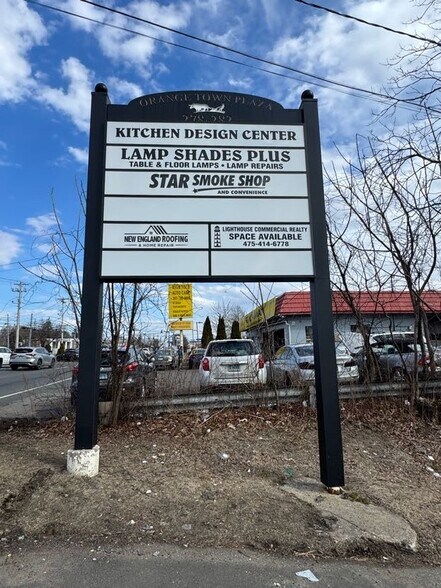 ORANGE TOWN PLAZA
KITCHEN DESIGN CENTER
LAMP SHADES PLUS
TABLE & FLOOR LAMPS • LAMP REPAIRS
STAR SMOKE SHOP
AND CONVENIENCE
NEW ENGLAND ROOFING
& HOME REPAIR
LIGHTHOUSE COMMERCIAL REALTY
SPACE AVAILABLE
475-414-6778